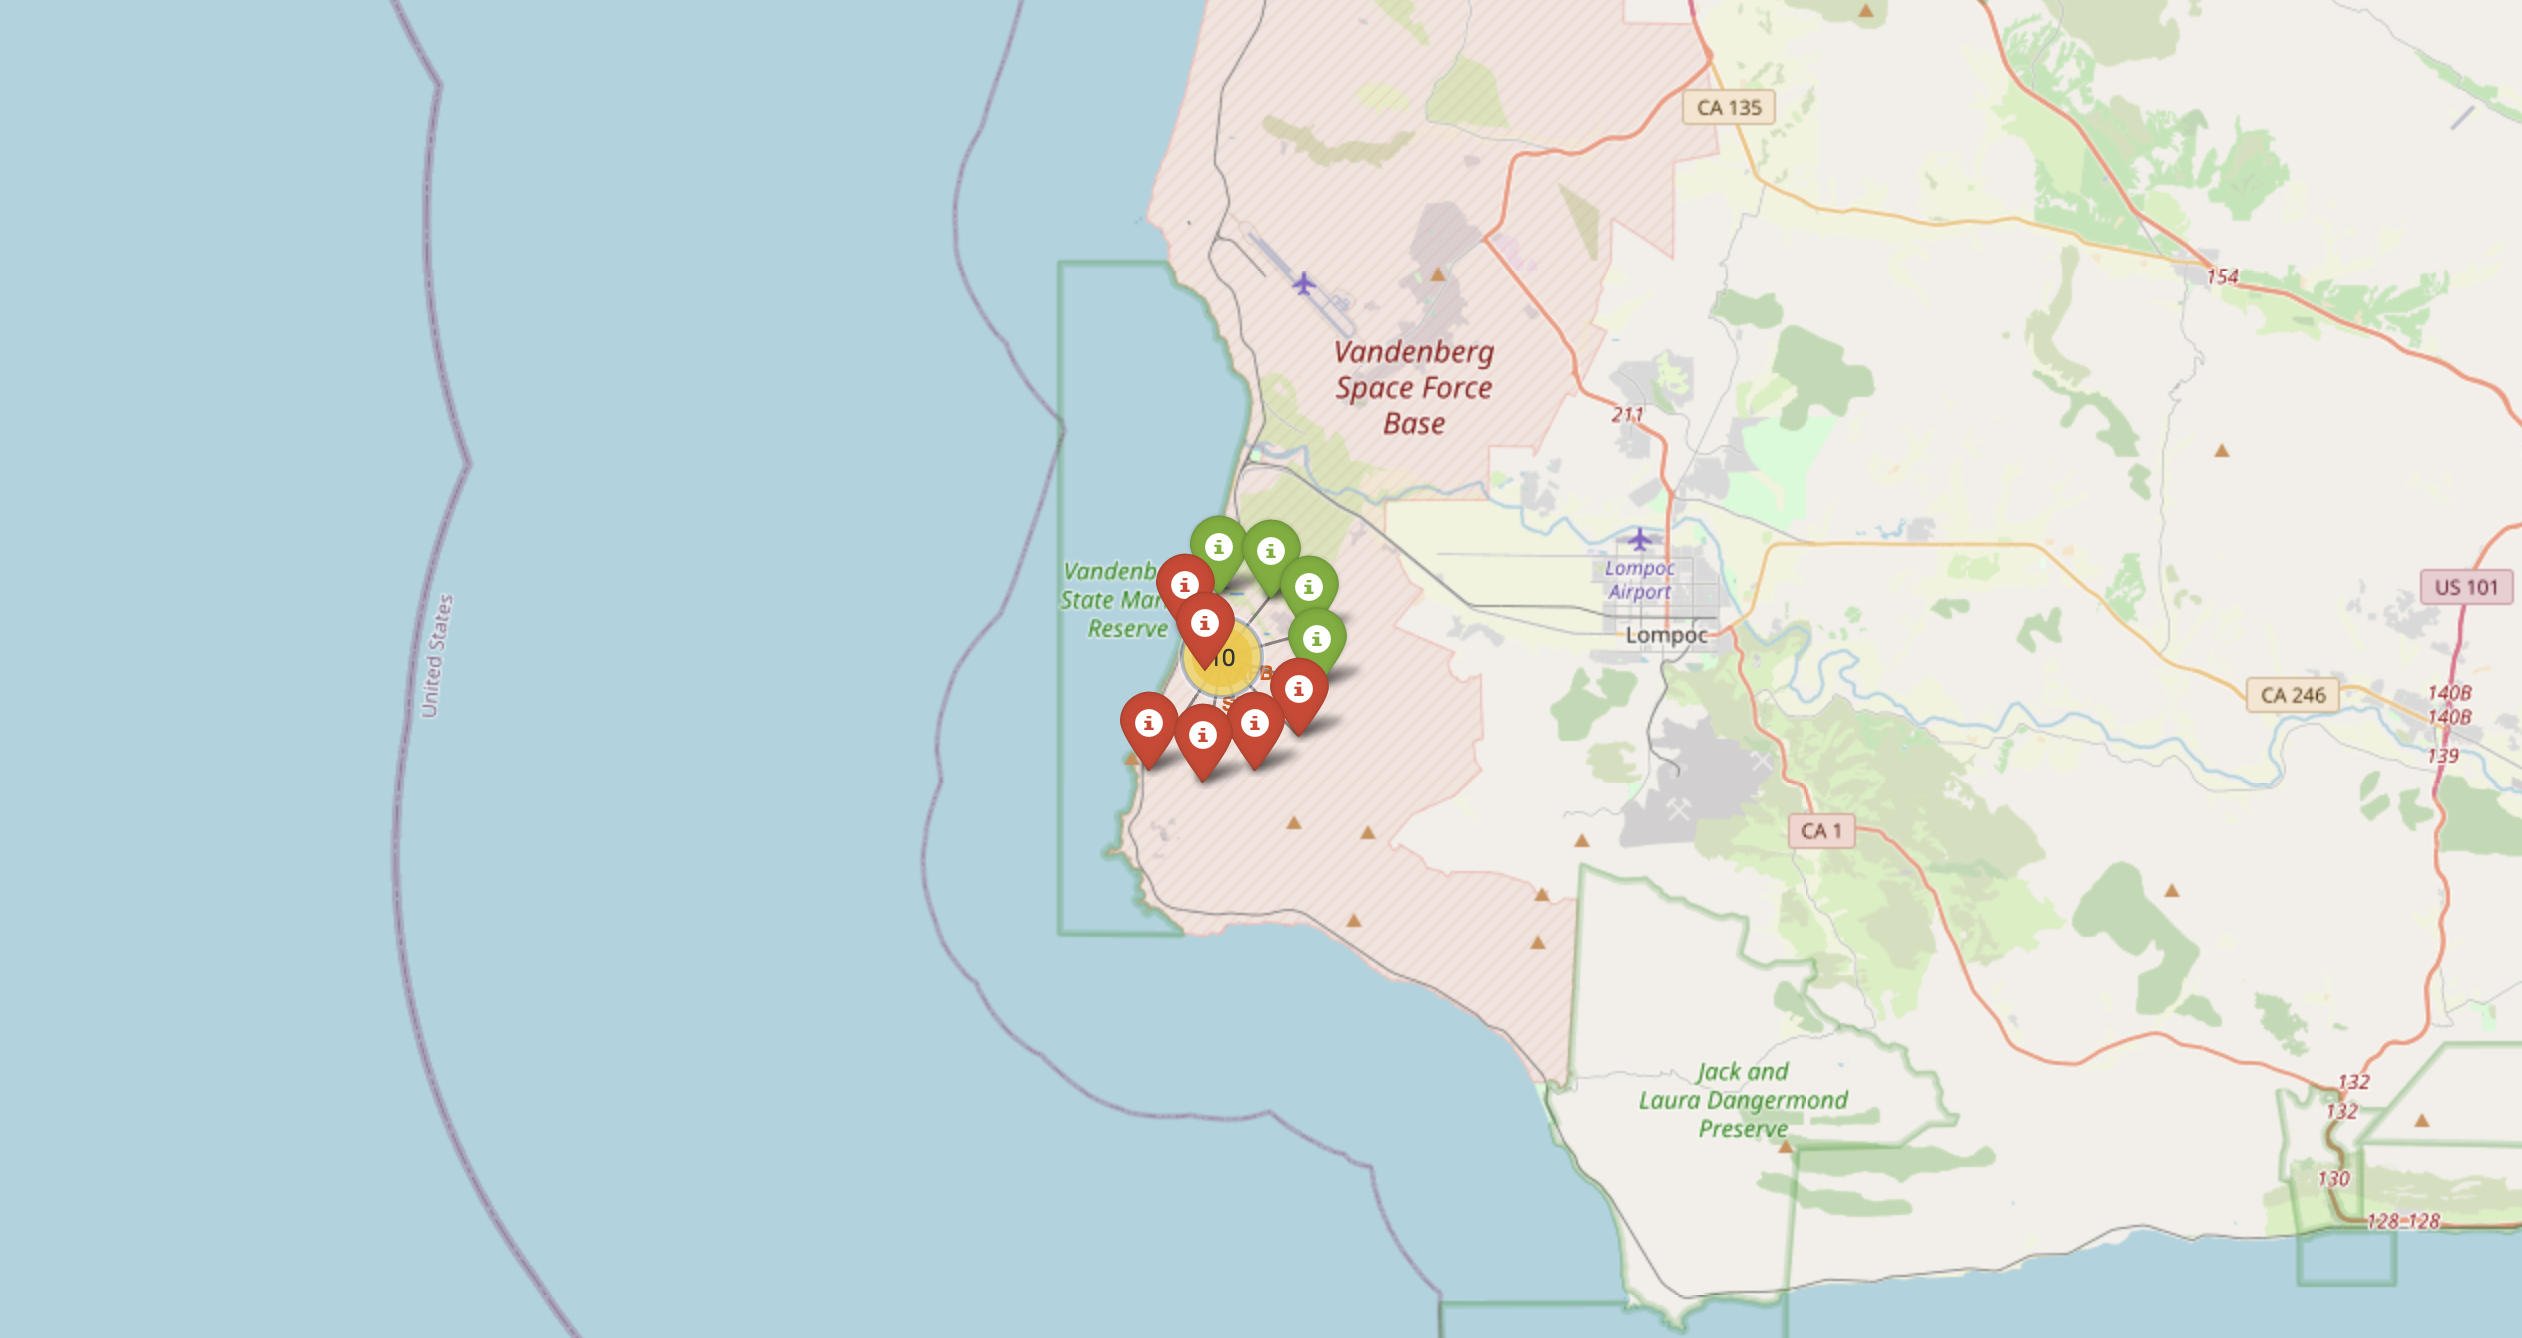 CA 135
154
Vandenberg
Space Force
Base
211
Lompoc
Airport
US 101
Vandenb
State Mar
Reserve
United States
Lompoc
10
B
S
140B
CA 246
140B
139
CA 1
Jack and
Laura Dangermond
Preserve
132
132
130
128-128